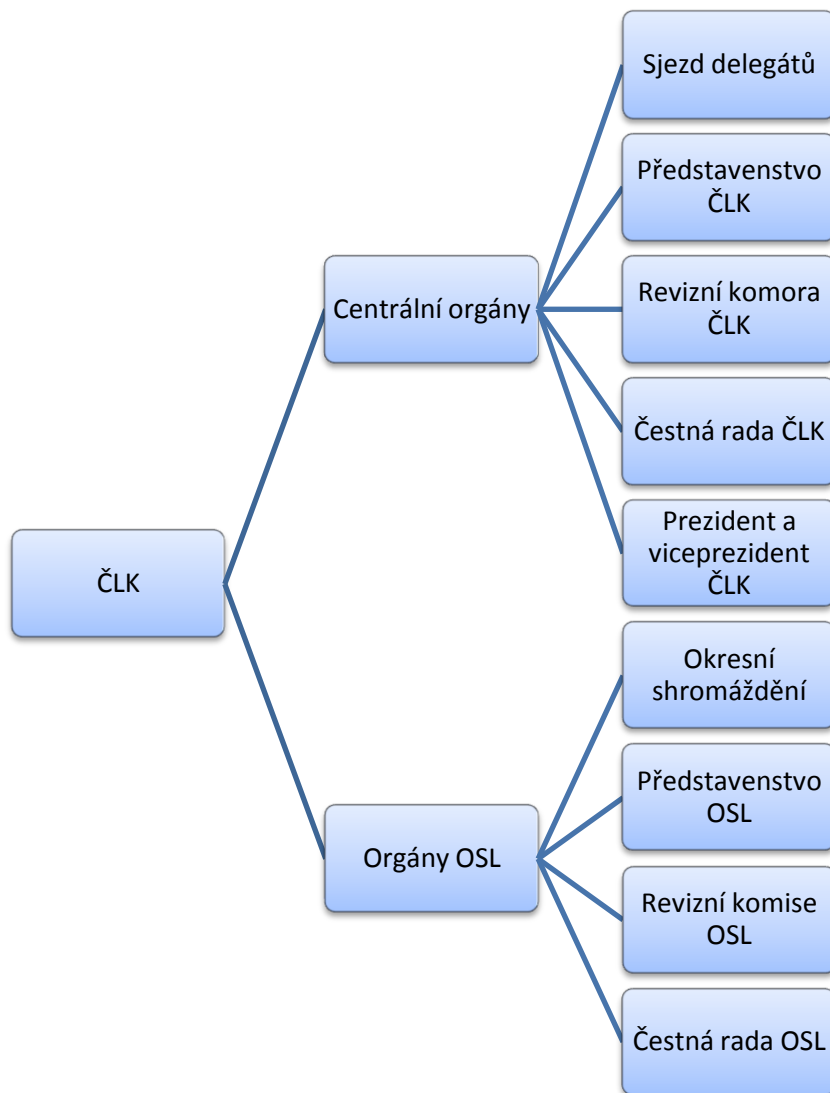 ČLK
Centrální orgány
Sjezd delegátů
Představenstvo
ČLK
Revizní komora
ČLK
Čestná rada ČLK
Prezident a
viceprezident
ČLK
Orgány OSL
Okresní
shromáždění
Představenstvo
OSL
Revizní komise
OSL
Čestná rada OSL